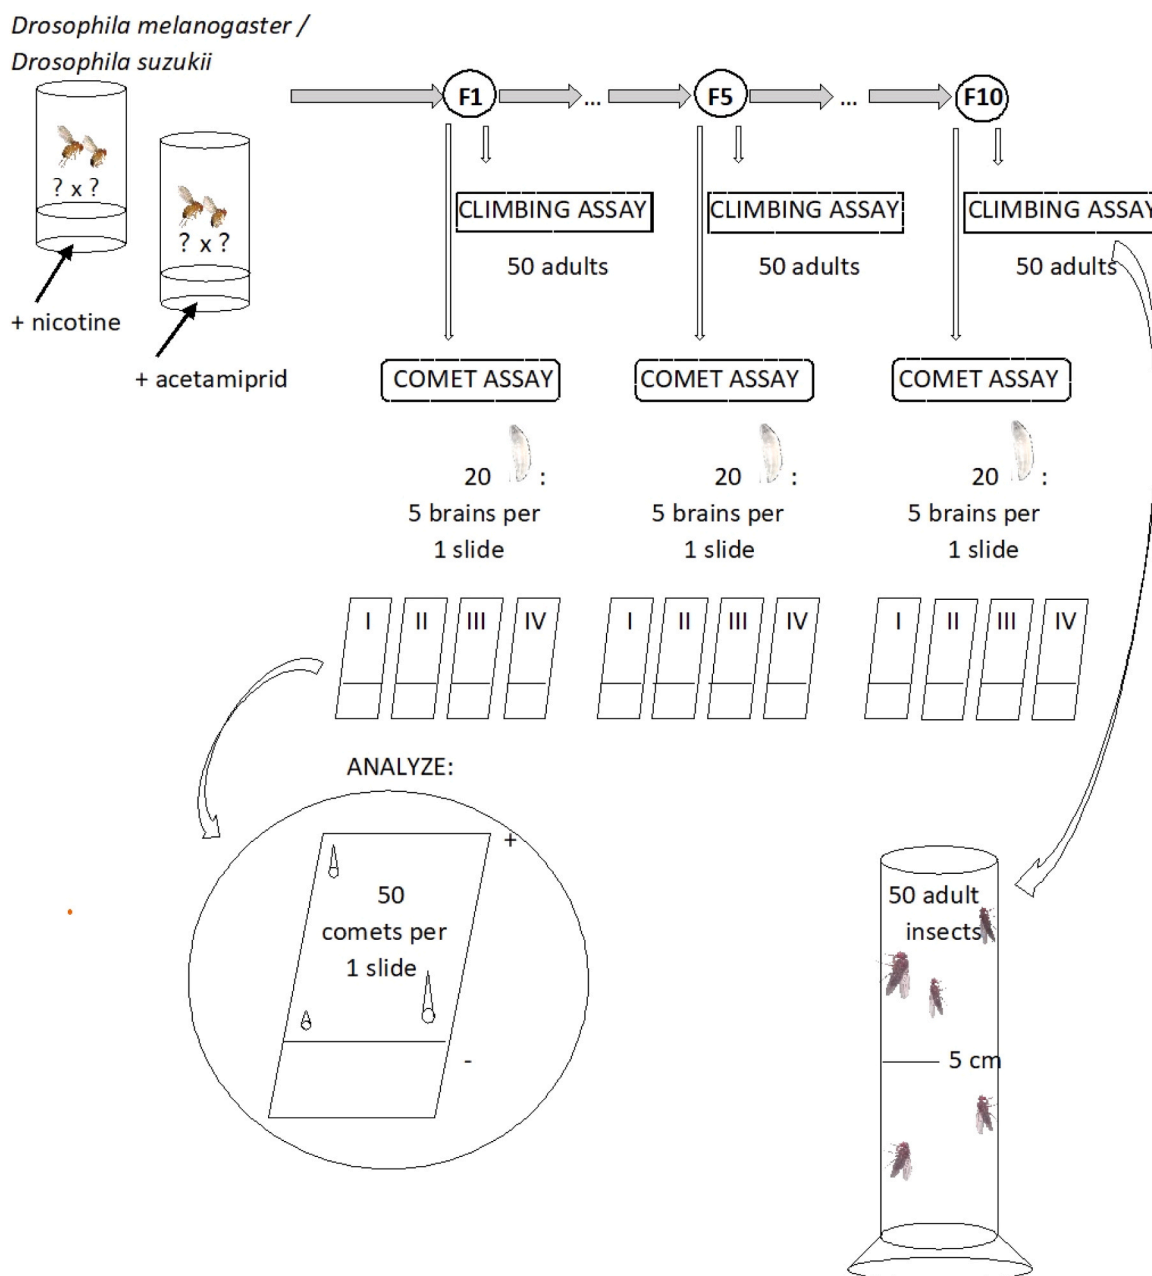 Drosophila melanogaster /
Drosophila suzukii
? x ?
+ nicotine
? x ?
+ acetamiprid
F1
...
F5
...
F10
CLIMBING ASSAY
50 adults
CLIMBING ASSAY
50 adults
CLIMBING ASSAY
50 adults
COMET ASSAY
20 :
5 brains per
1 slide
COMET ASSAY
20 :
5 brains per
1 slide
COMET ASSAY
20 :
5 brains per
1 slide
I II III IV
I II III IV
I II III IV
ANALYZE:
+
50
comets per
1 slide
-
50 adult
insects
5 cm